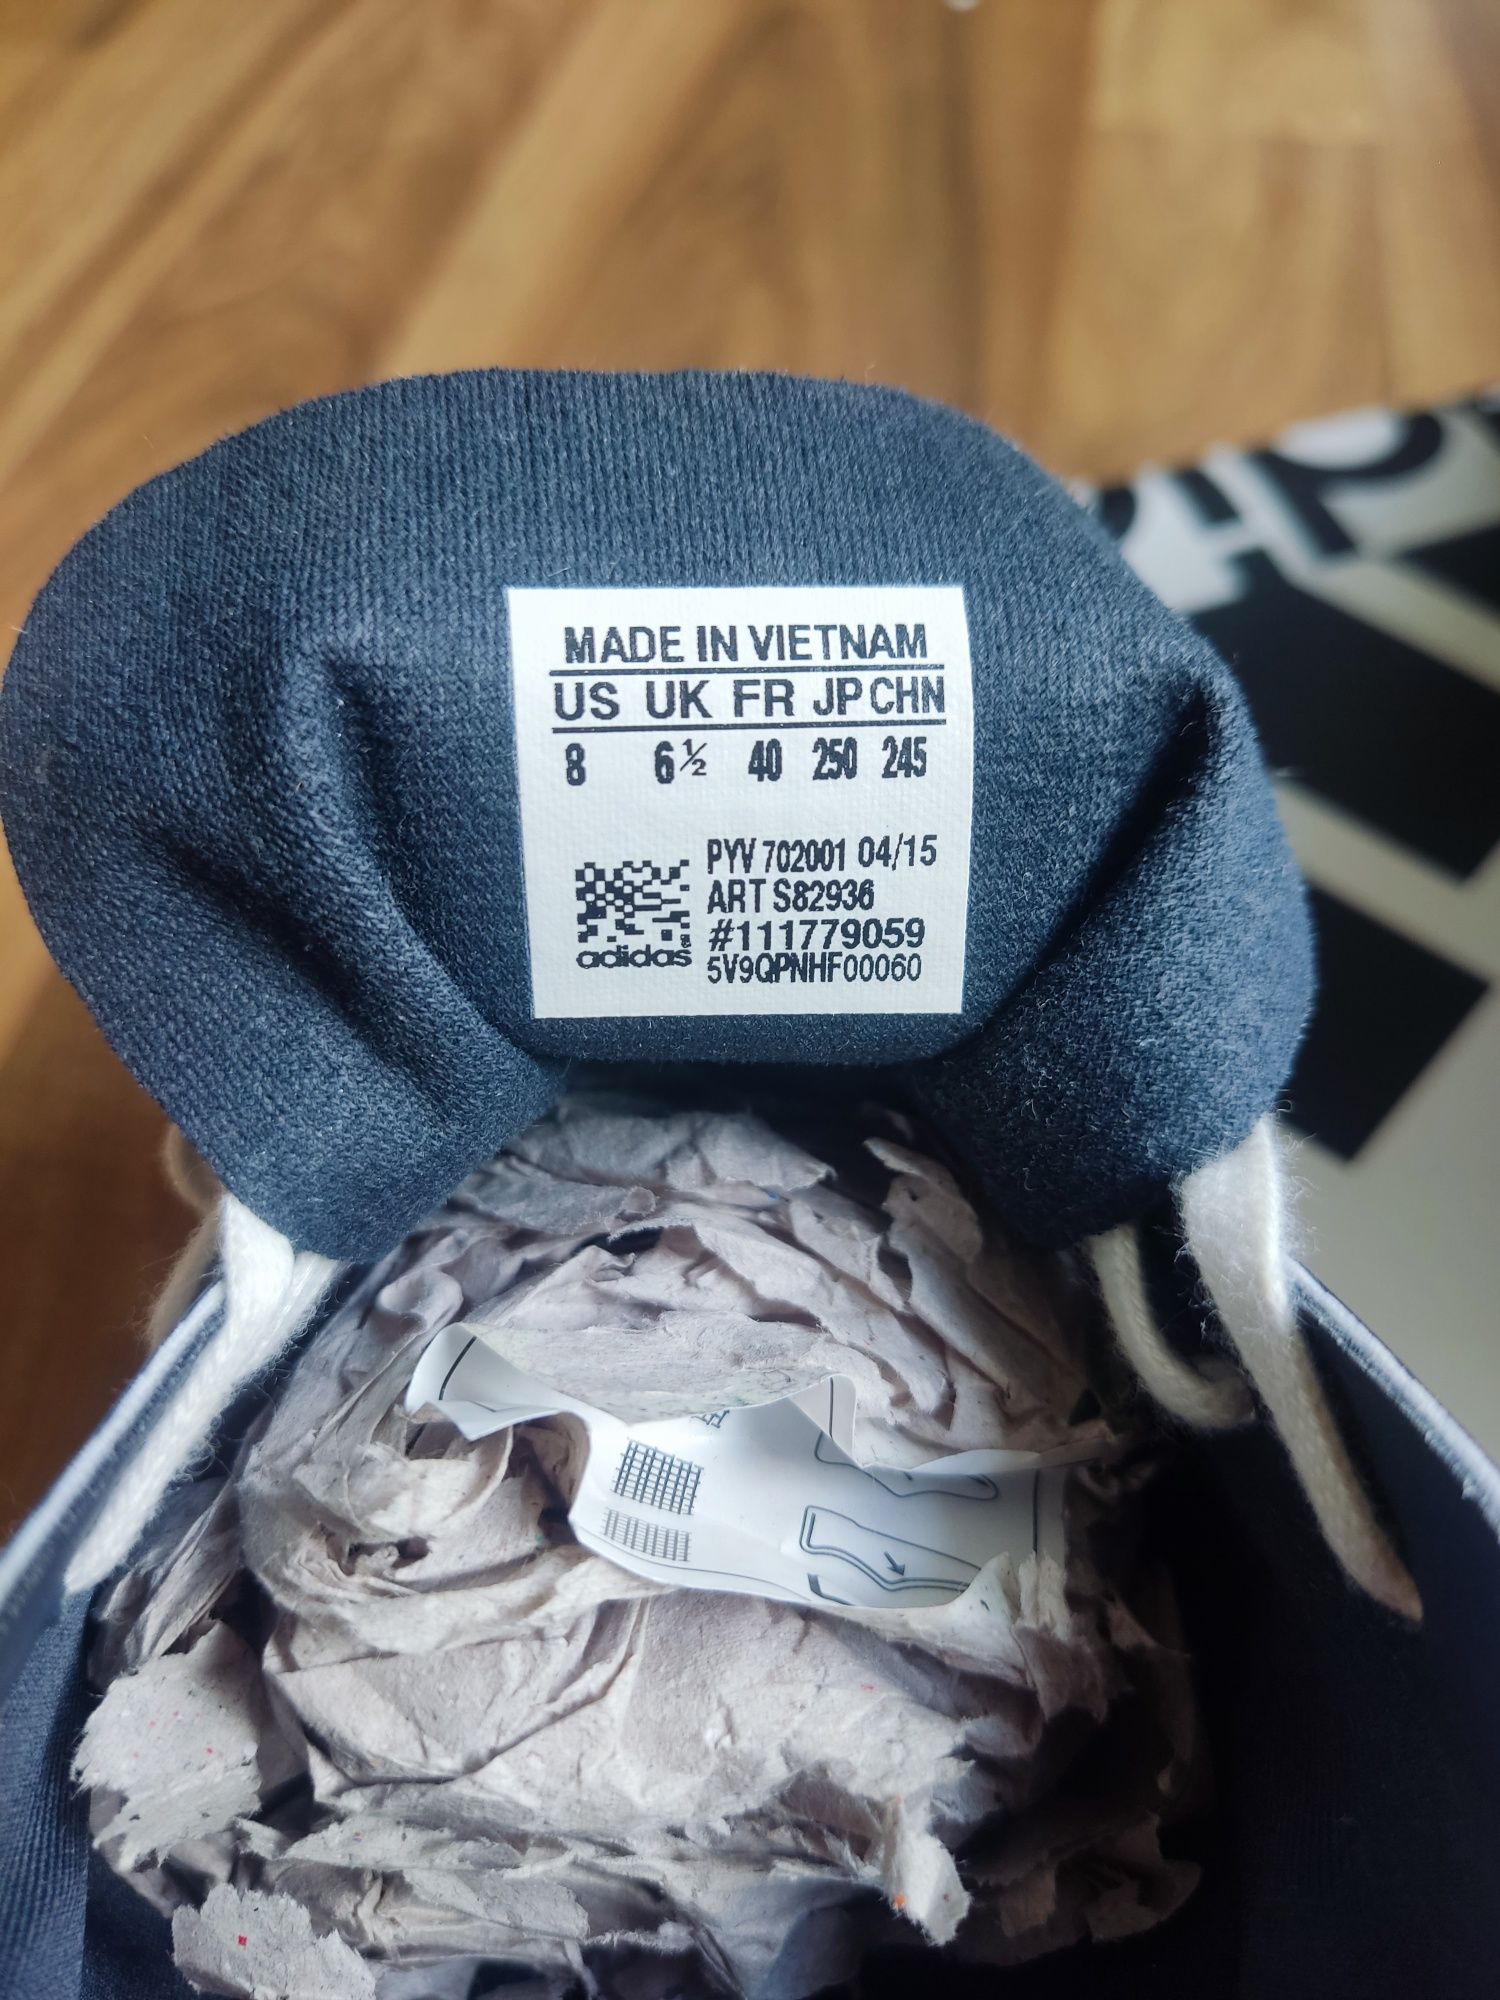 MADE IN VIETNAM
US UK FR JP CHN
8 6½ 40 250 245
PYV 702001 04/15
ART S82936
#111779059
5V9QPNHF00060
adidas®